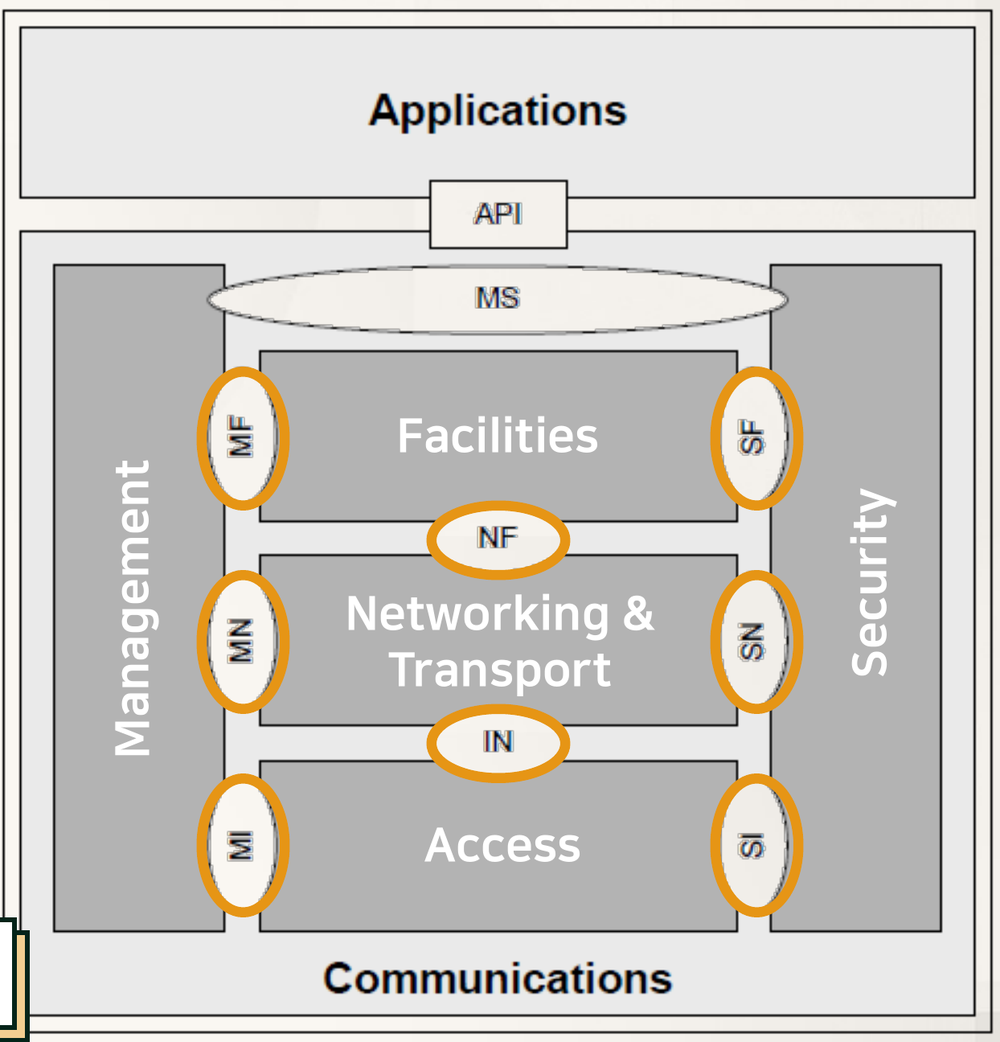 Applications
API
MS
MF
Facilities
SF
NF
Management
MN
Networking &
Transport
SN
Security
IN
MI
Access
SI
Communications